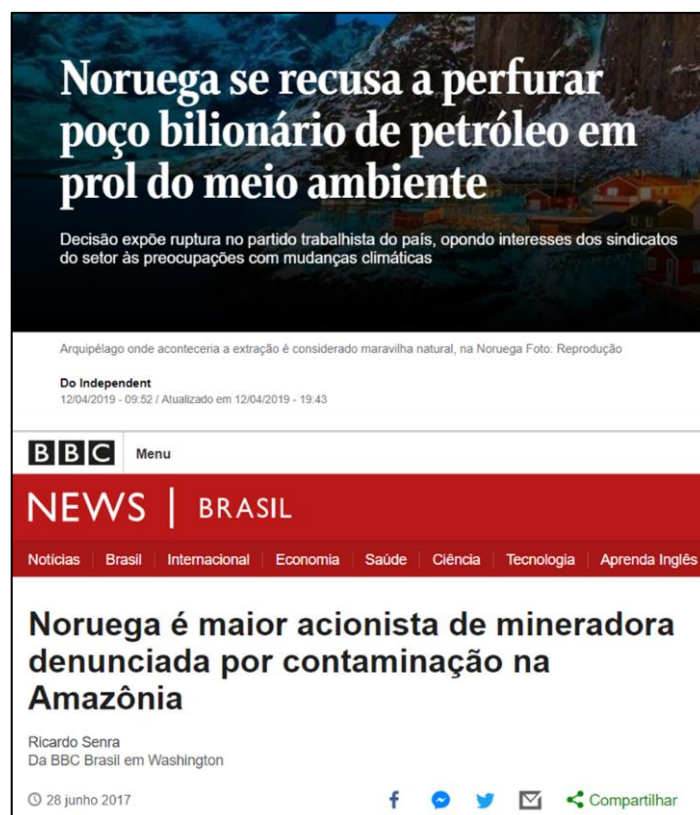 Noruega se recusa a perfurar
poço bilionário de petróleo em
prol do meio ambiente
Decisão expõe ruptura no partido trabalhista do país, opondo interesses dos sindicatos
do setor às preocupações com mudanças climáticas
Arquipélago onde aconteceria a extração é considerado maravilha natural, na Noruega Foto: Reprodução
Do Independent
12/04/2019 - 09:52 / Atualizado em 12/04/2019 - 19:43
BBC Menu
NEWS | BRASIL
Notícias Brasil Internacional Economia Saúde Ciência Tecnologia Aprenda Inglês
Noruega é maior acionista de mineradora
denunciada por contaminação na
Amazônia
Ricardo Senra
Da BBC Brasil em Washington
28 junho 2017 Compartilhar